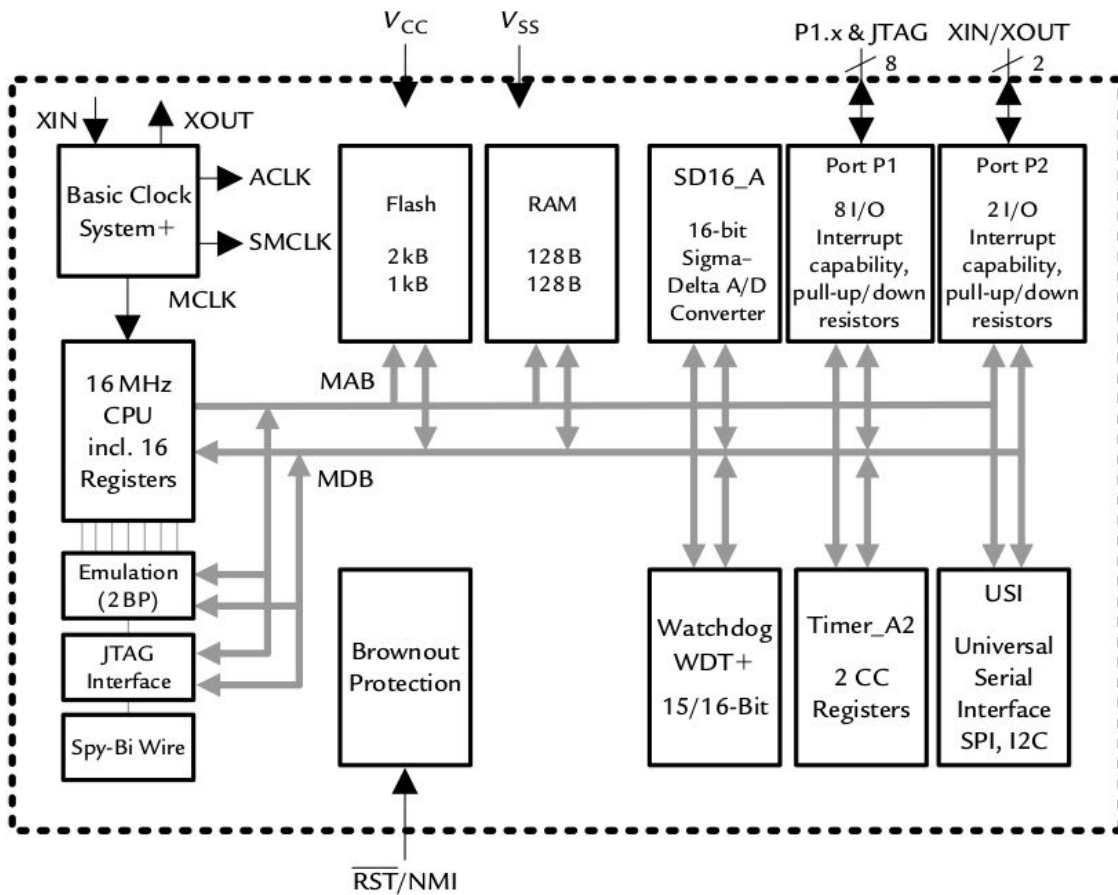 VCC
VSS
P1.x & JTAG
XIN/XOUT
8
2
XIN
XOUT
Basic Clock
System+
ACLK
SMCLK
MCLK
Flash
2 kB
1 kB
RAM
128 B
128 B
SD16_A
16-bit
Sigma–
Delta A/D
Converter
Port P1
8 I/O
Interrupt
capability,
pull-up/down
resistors
Port P2
2 I/O
Interrupt
capability,
pull-up/down
resistors
16 MHz
CPU
incl. 16
Registers
MAB
MDB
Emulation
(2 BP)
JTAG
Interface
Spy-Bi Wire
Brownout
Protection
Watchdog
WDT+
15/16-Bit
Timer_A2
2 CC
Registers
USI
Universal
Serial
Interface
SPI, I2C
R̅S̅T̅/NMI